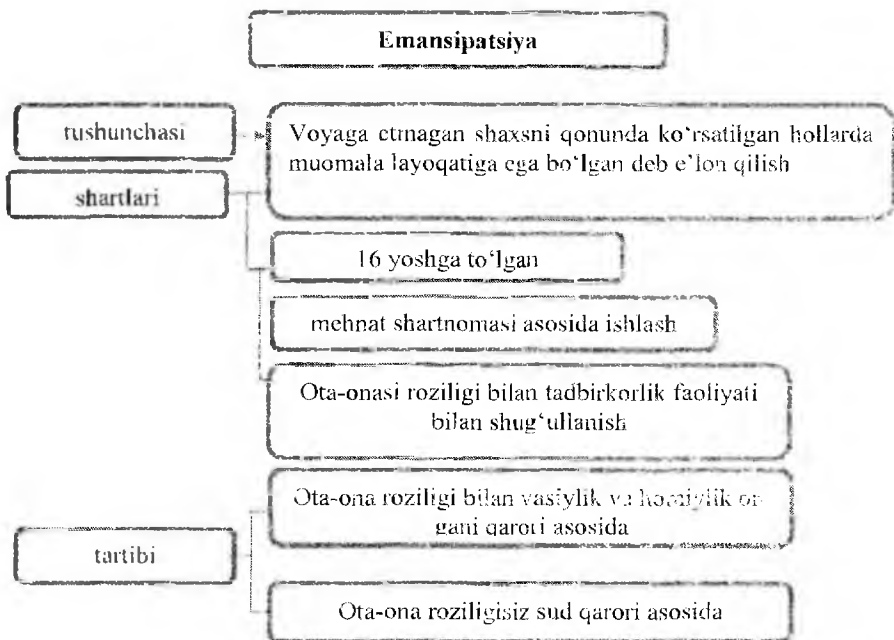 Emansipatsiya
tushunchasi
Voyaga etmagan shaxsni qonunda ko‘rsatilgan hollarda
muomala layoqatiga ega bo‘lgan deb e’lon qilish
shartlari
16 yoshga to‘lgan
mehnat shartnomasi asosida ishlash
Ota-onasi roziligi bilan tadbirkorlik faoliyati
bilan shug‘ullanish
tartibi
Ota-ona roziligi bilan vasiylik va homiylik or
gani qarori asosida
Ota-ona roziligisiz sud qarori asosida